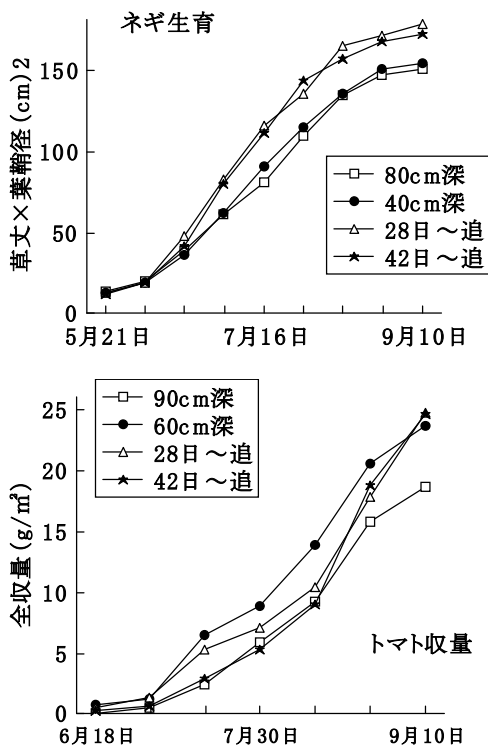 ネギ生育
草丈×葉鞘径(cm)2
150
100
50
0
80cm深
40cm深
28日～追
42日～追
5月21日
7月16日
9月10日
90cm深
60cm深
28日～追
42日～追
全収量(g/㎡)
25
20
15
10
5
0
トマト収量
6月18日
7月30日
9月10日